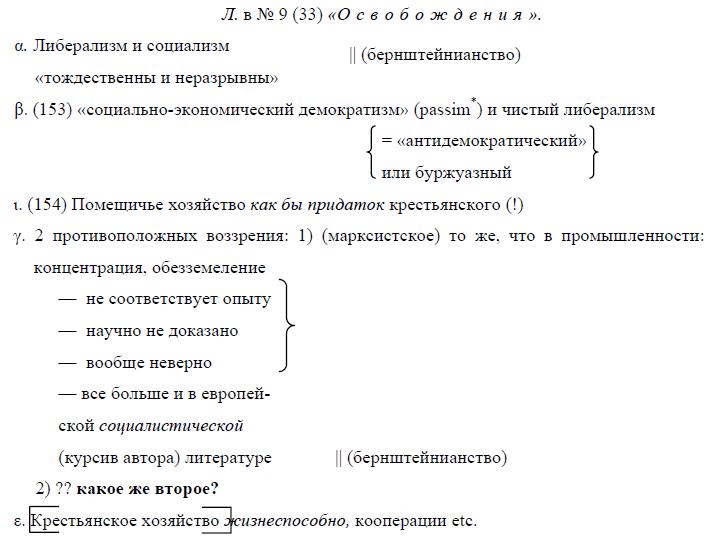 Л. в № 9 (33) «Освобождения».
α. Либерализм и социализм || (бернштейнианство)
«тождественны и неразрывны»
β. (153) «социально-экономический демократизм» (passim*) и чистый либерализм
= «антидемократический»
или буржуазный
ι. (154) Помещичье хозяйство как бы придаток крестьянского (!)
γ. 2 противоположных воззрения: 1) (марксистское) то же, что в промышленности:
концентрация, обезземеление
— не соответствует опыту
— научно не доказано
— вообще неверно
— все больше и в европей-
ской социалистической
(курсив автора) литературе || (бернштейнианство)
2) ?? какое же второе?
ε. Крестьянское хозяйство жизнеспособно, кооперации etc.